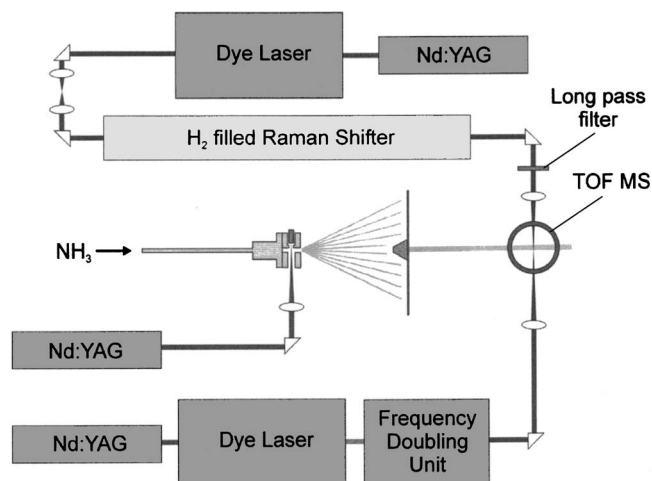 Dye Laser
Nd:YAG
Long pass
filter
H₂ filled Raman Shifter
TOF MS
NH₃
Nd:YAG
Nd:YAG
Dye Laser
Frequency
Doubling
Unit